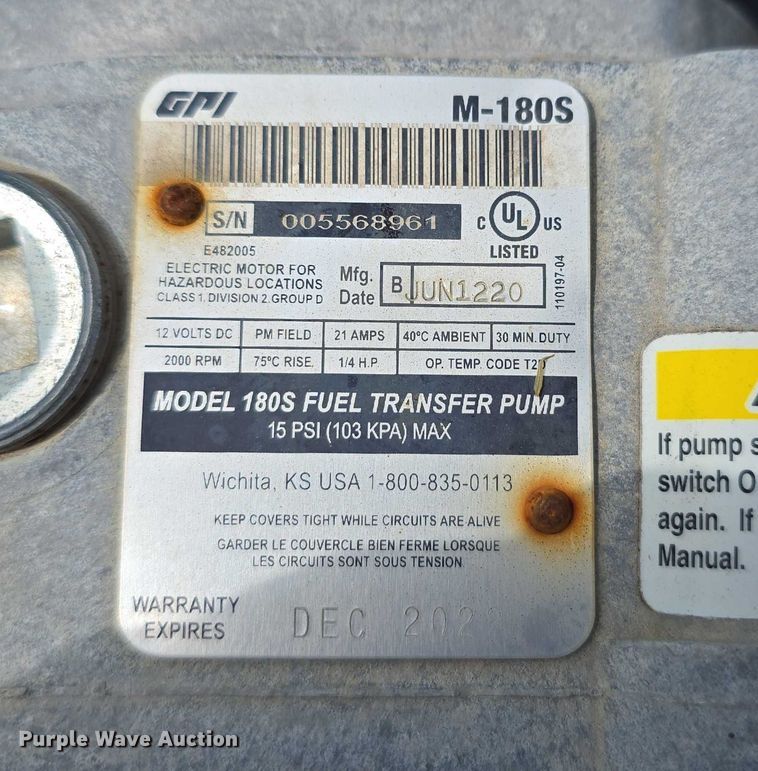 GPI
M-180S
S/N 005568961
C UL US
LISTED
E482005
ELECTRIC MOTOR FOR
HAZARDOUS LOCATIONS
CLASS 1. DIVISION 2. GROUP D
Mfg.
Date
B JUN1220
110197-04
12 VOLTS DC PM FIELD 21 AMPS 40°C AMBIENT 30 MIN. DUTY
2000 RPM 75°C RISE. 1/4 H.P. OP. TEMP. CODE
MODEL 180S FUEL TRANSFER PUMP
15 PSI (103 KPA) MAX
Wichita, KS USA 1-800-835-0113
KEEP COVERS TIGHT WHILE CIRCUITS ARE ALIVE
GARDER LE COUVERCLE BIEN FERME LORSQUE
LES CIRCUITS SONT SOUS TENSION
WARRANTY
EXPIRES
DEC
If pump
switch
again. If
Manual.
Purple Wave Auction